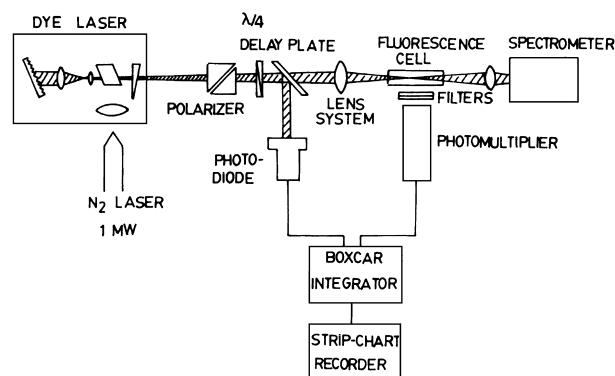 DYE LASER
λ/4
DELAY PLATE
FLUORESCENCE
CELL
SPECTROMETER
POLARIZER
LENS
SYSTEM
FILTERS
PHOTO-
DIODE
PHOTOMULTIPLIER
N2 LASER
1 MW
BOXCAR
INTEGRATOR
STRIP-CHART
RECORDER